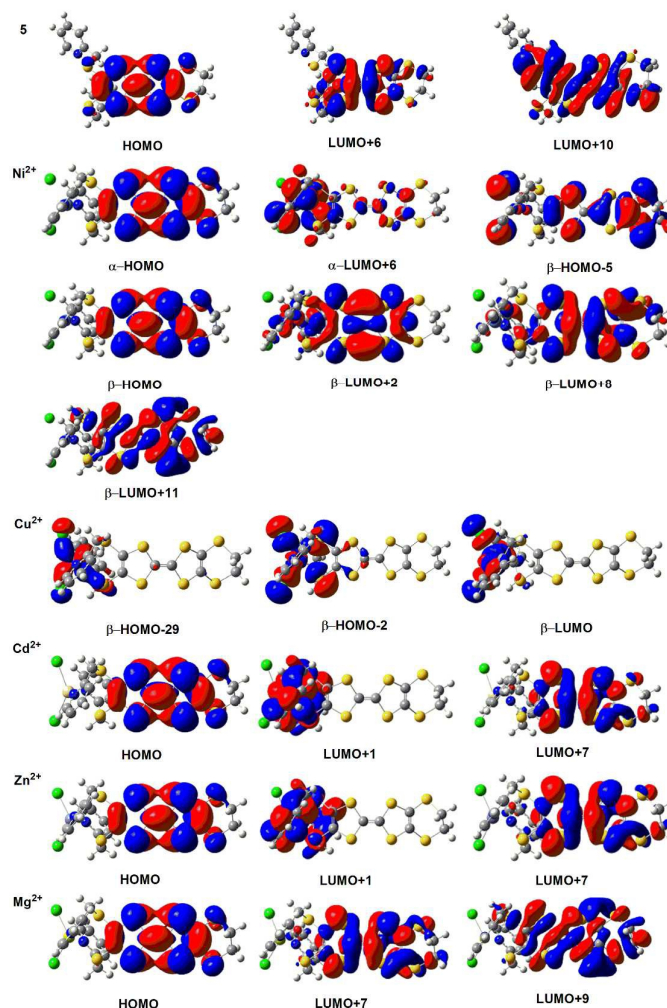 5
HOMO LUMO+6 LUMO+10
Ni²⁺
α–HOMO α–LUMO+6 β–HOMO-5
β–HOMO β–LUMO+2 β–LUMO+8
β–LUMO+11
Cu²⁺
β–HOMO-29 β–HOMO-2 β–LUMO
Cd²⁺
HOMO LUMO+1 LUMO+7
Zn²⁺
HOMO LUMO+1 LUMO+7
Mg²⁺
HOMO LUMO+7 LUMO+9